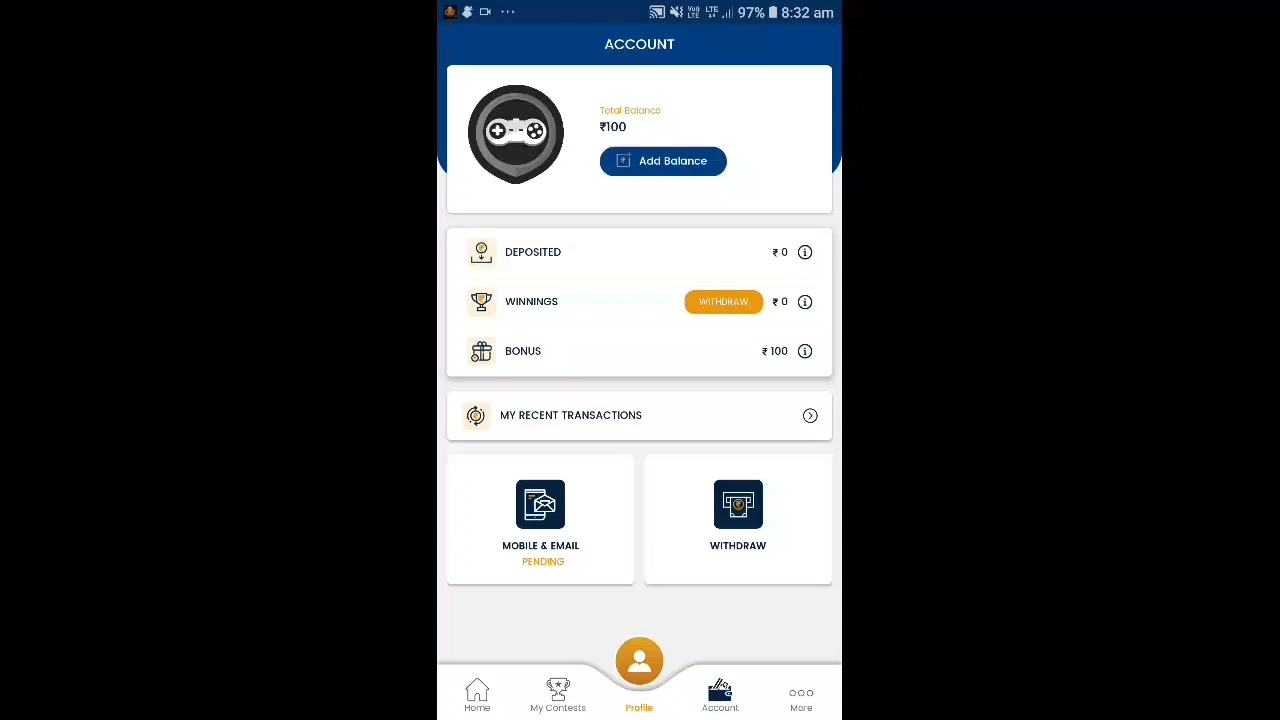 97% 8:32 am
ACCOUNT
Total Balance
₹100
Add Balance
DEPOSITED ₹ 0
WINNINGS WITHDRAW ₹ 0
BONUS ₹ 100
MY RECENT TRANSACTIONS
MOBILE & EMAIL
PENDING
WITHDRAW
Home My Contests Profile Account More